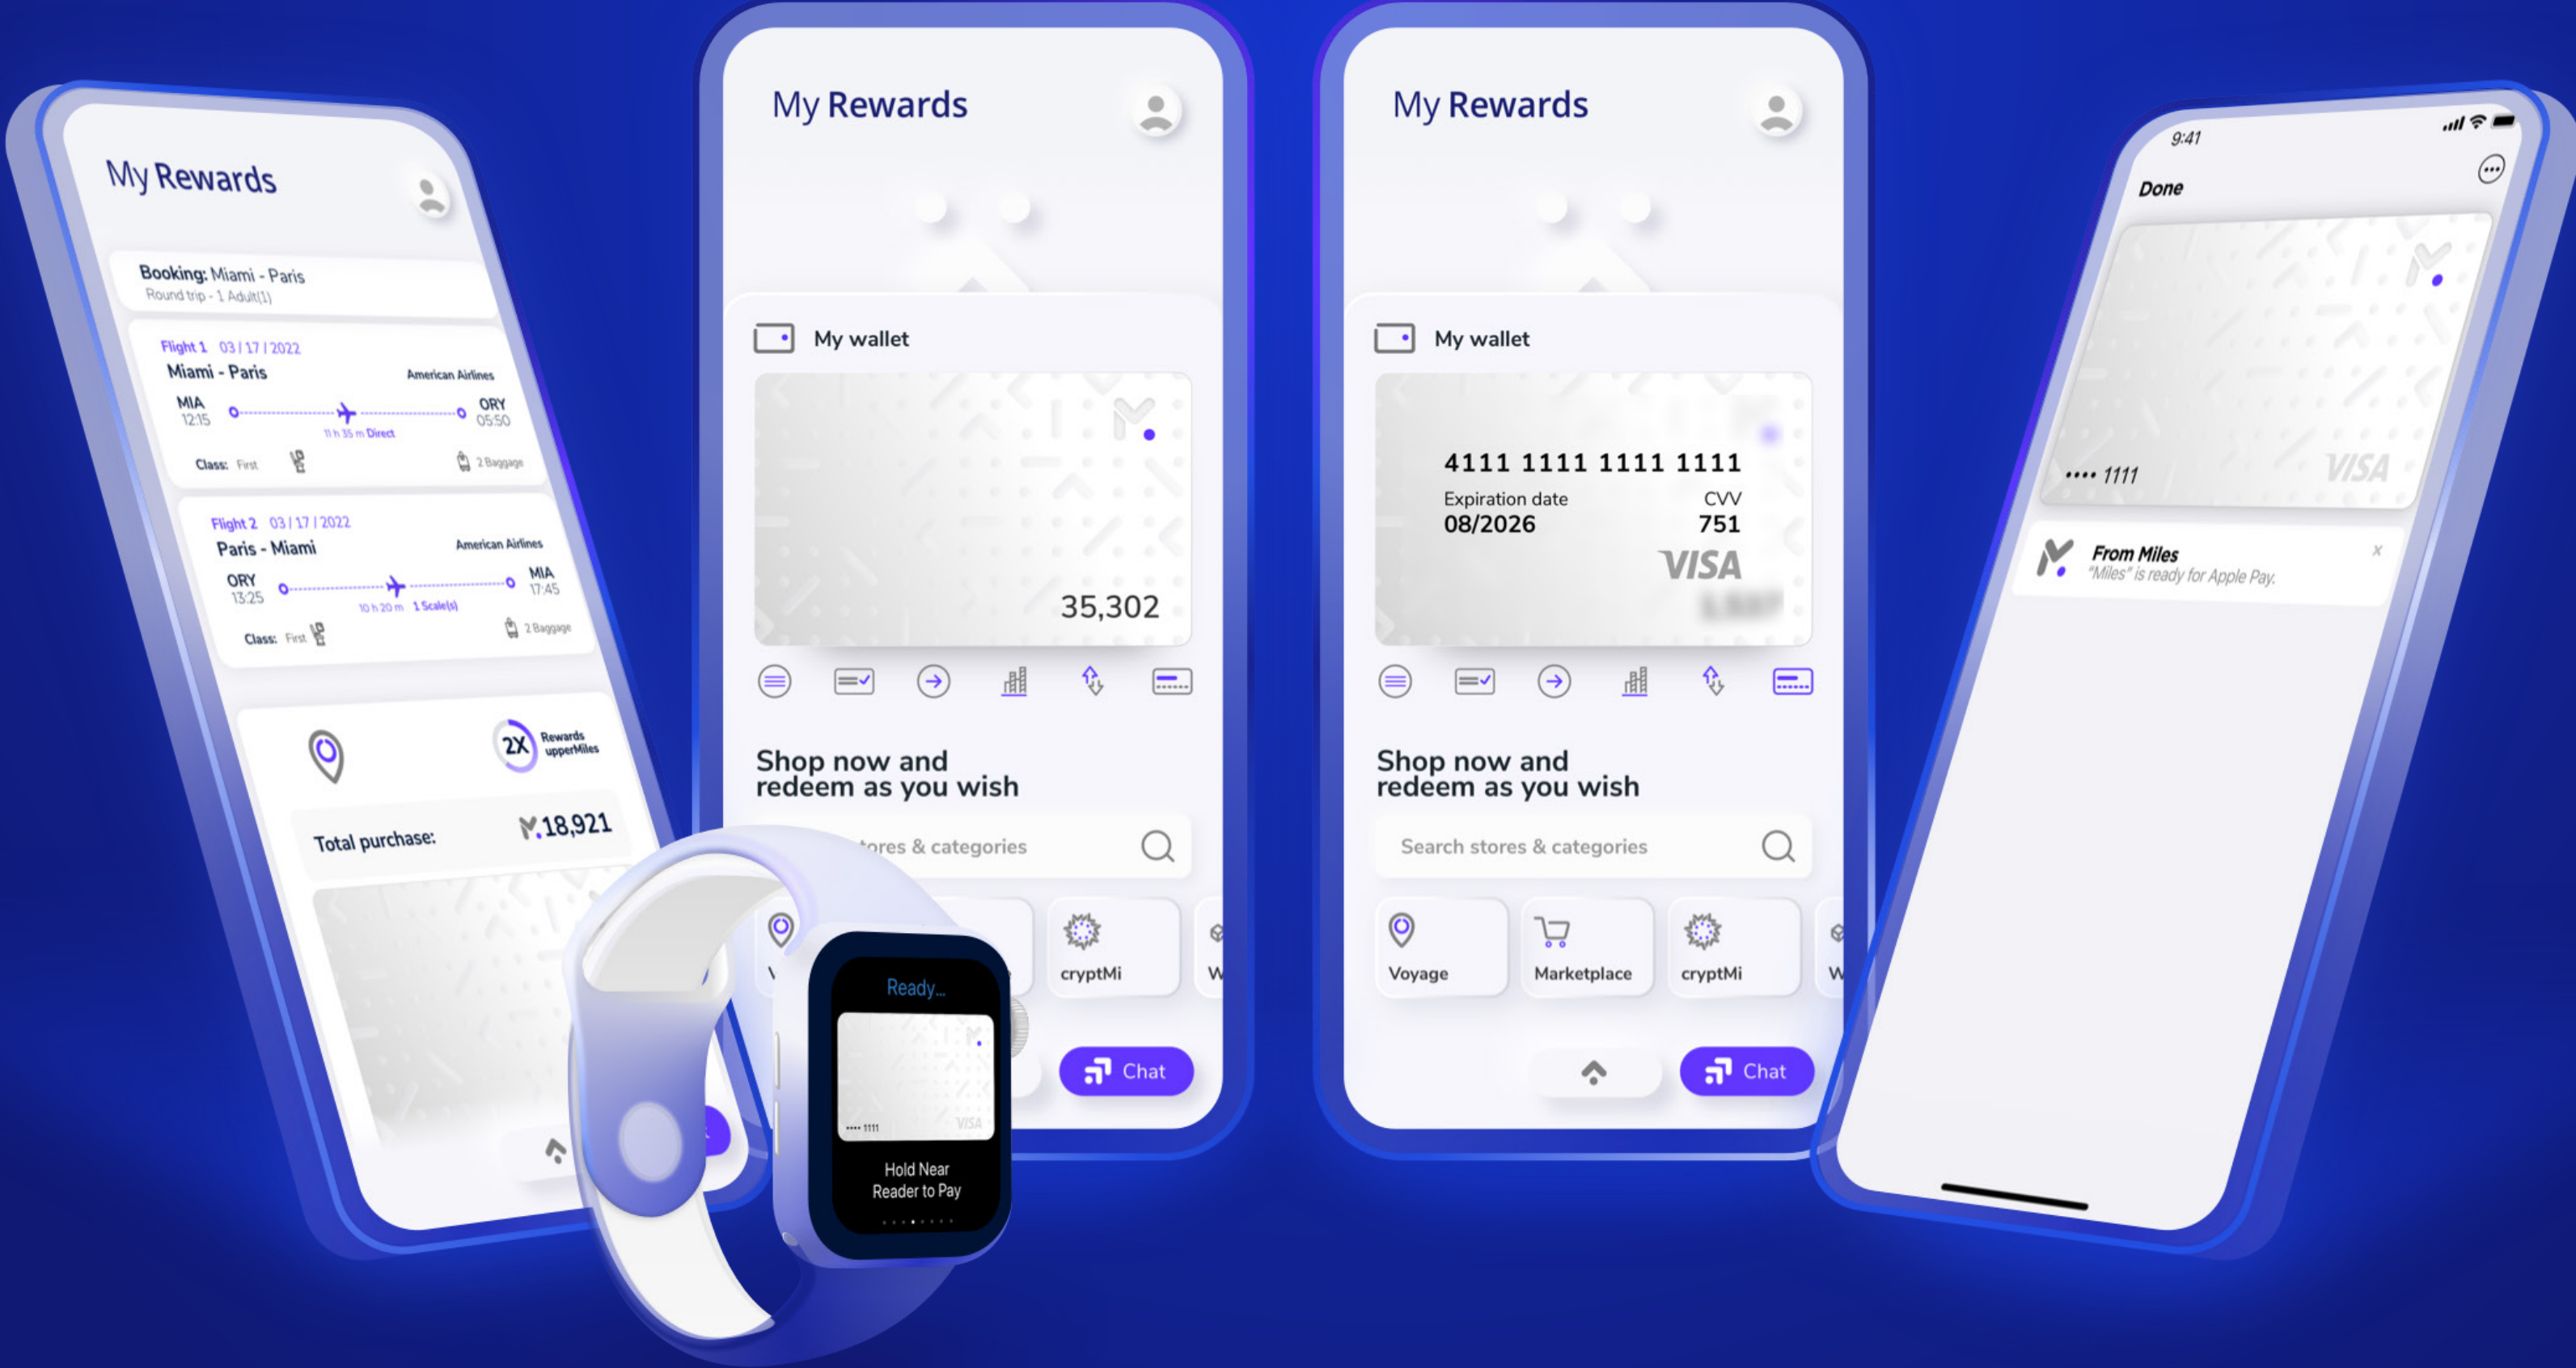 My Rewards
Booking: Miami - Paris
Round trip - 1 Adult(1)
Flight 1 03 / 17 / 2022
Miami - Paris
American Airlines
MIA
12:15
ORY
05:50
11 h 35 m Direct
Class: First
2 Baggage
Flight 2 03 / 17 / 2022
Paris - Miami
American Airlines
ORY
13:25
MIA
17:45
10 h 20 m 1 Scale(s)
Class: First
2 Baggage
2X
Rewards
upperMiles
Total purchase:
18,921
My Rewards
My wallet
35,302
Shop now and
redeem as you wish
& categories
cryptMi
Chat
Ready...
•••• 1111
VISA
Hold Near
Reader to Pay
My Rewards
My wallet
4111 1111 1111 1111
Expiration date
CVV
08/2026
751
VISA
Shop now and
redeem as you wish
Search stores & categories
Voyage
Marketplace
cryptMi
Chat
9:41
Done
•••• 1111
VISA
From Miles
"Miles" is ready for Apple Pay.